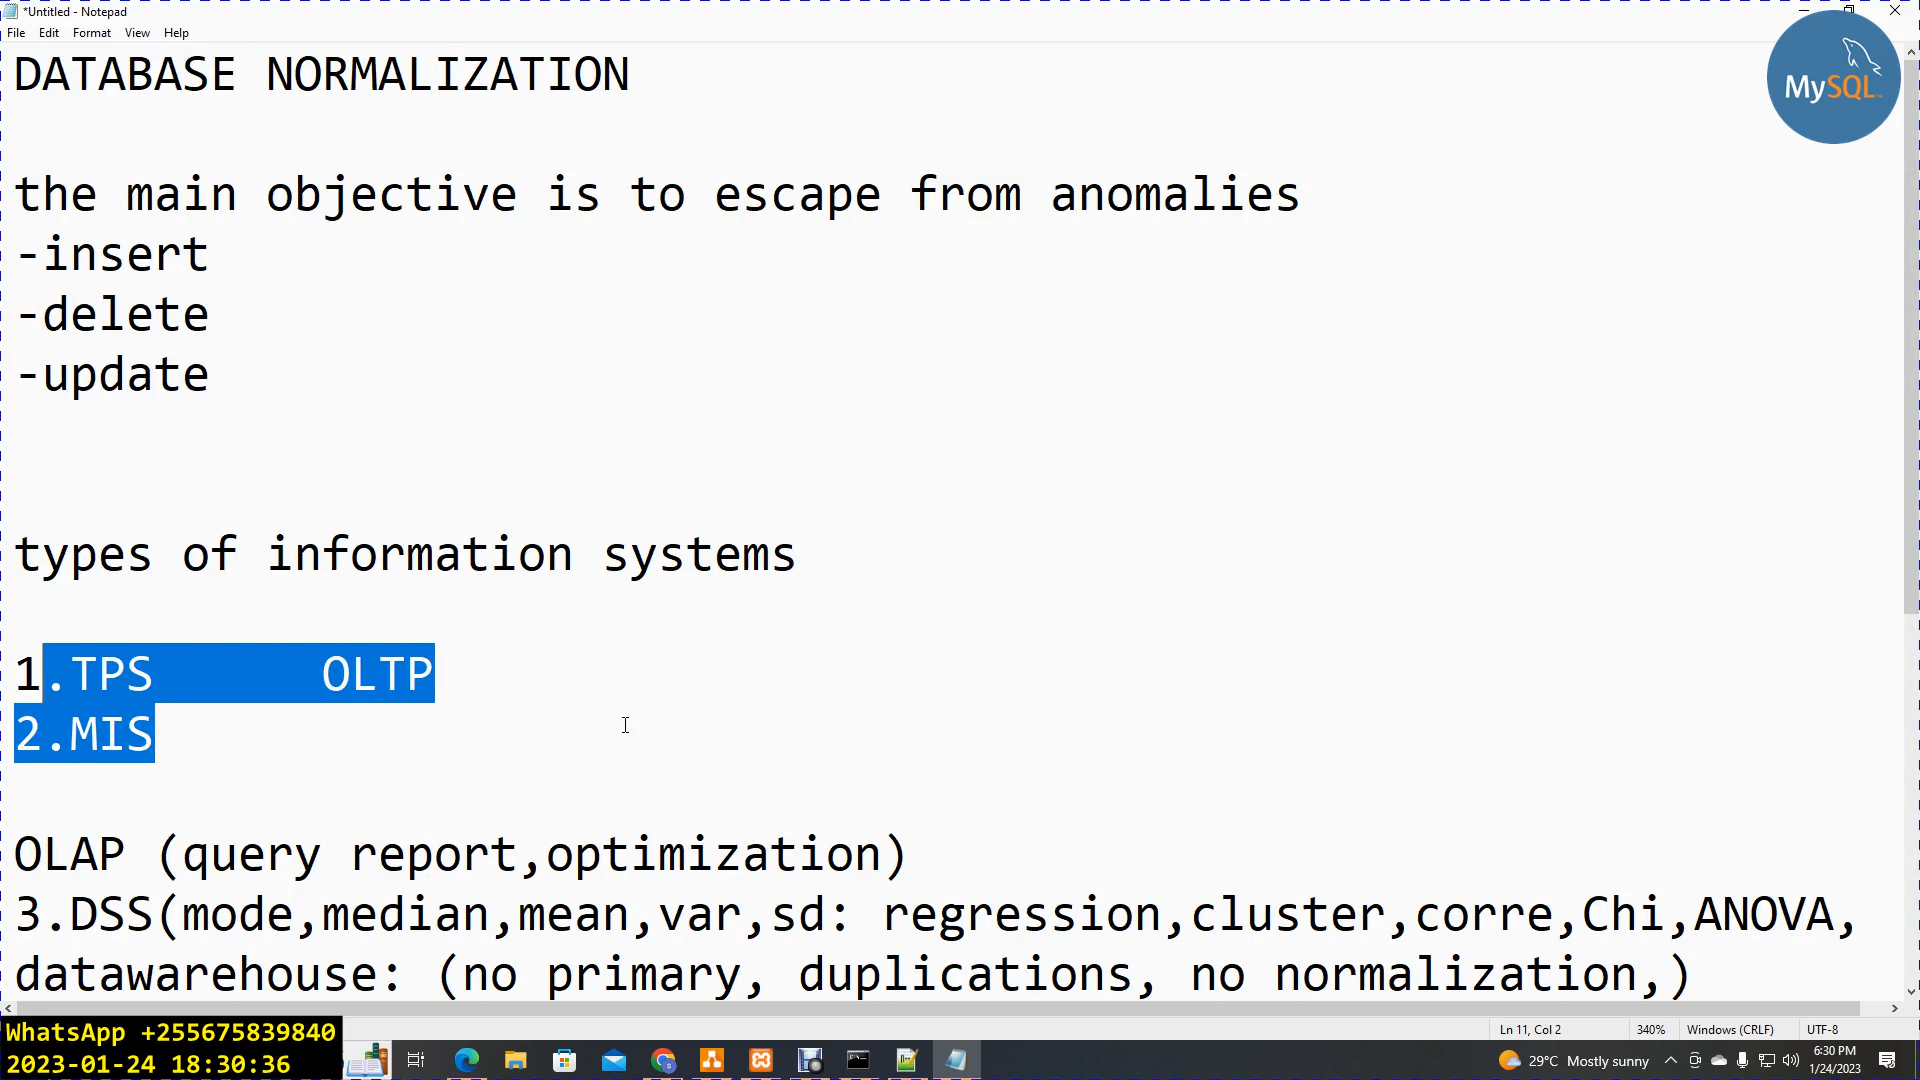 *Untitled - Notepad
File Edit Format View Help
MySQL
DATABASE NORMALIZATION
the main objective is to escape from anomalies
-insert
-delete
-update
types of information systems
1.TPS OLTP
2.MIS
OLAP (query report,optimization)
3.DSS(mode,median,mean,var,sd: regression,cluster,corre,Chi,ANOVA,
datawarehouse: (no primary, duplications, no normalization,)
Ln 11, Col 2 340% Windows (CRLF) UTF-8
WhatsApp +255675839840
2023-01-24 18:30:36
29°C Mostly sunny
6:30 PM
1/24/2023